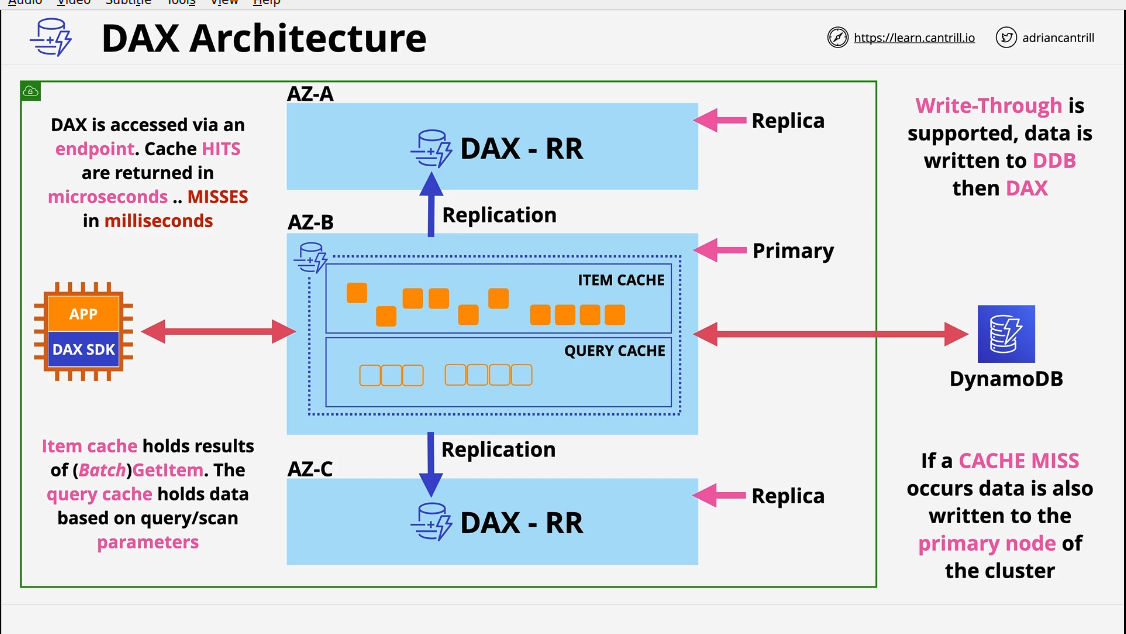 Audio Video Subtitle Tools View Help
DAX Architecture
https://learn.cantrill.io
adriancantrill
DAX is accessed via an
endpoint. Cache HITS
are returned in
microseconds .. MISSES
in milliseconds
AZ-A
DAX - RR
Replica
Replication
AZ-B
Primary
ITEM CACHE
QUERY CACHE
APP
DAX SDK
Item cache holds results
of (Batch)GetItem. The
query cache holds data
based on query/scan
parameters
Replication
AZ-C
DAX - RR
Replica
Write-Through is
supported, data is
written to DDB
then DAX
DynamoDB
If a CACHE MISS
occurs data is also
written to the
primary node of
the cluster